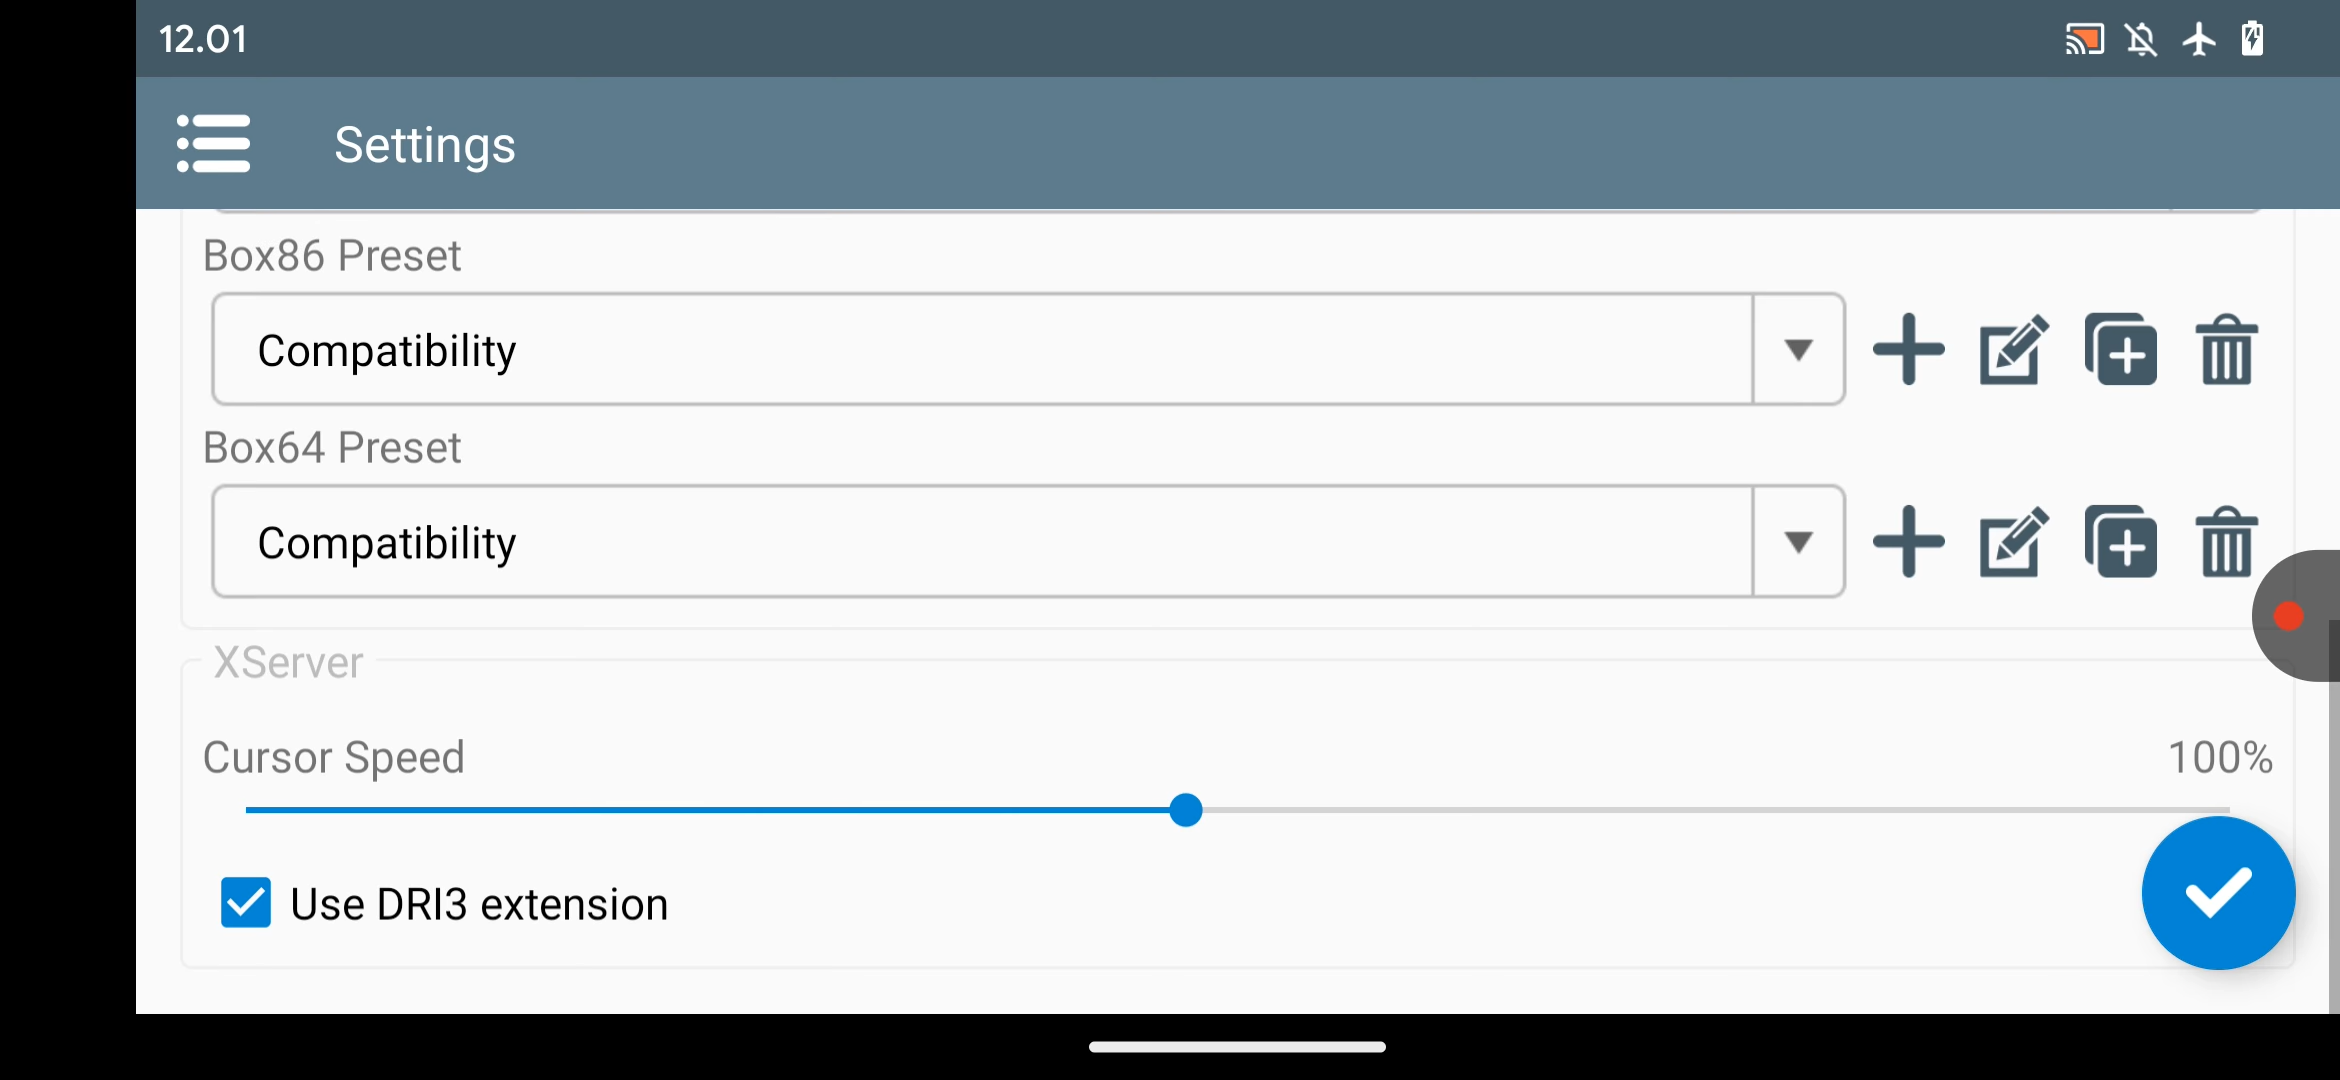 12.01
Settings
Box86 Preset
Compatibility
Box64 Preset
Compatibility
XServer
Cursor Speed
100%
Use DRI3 extension